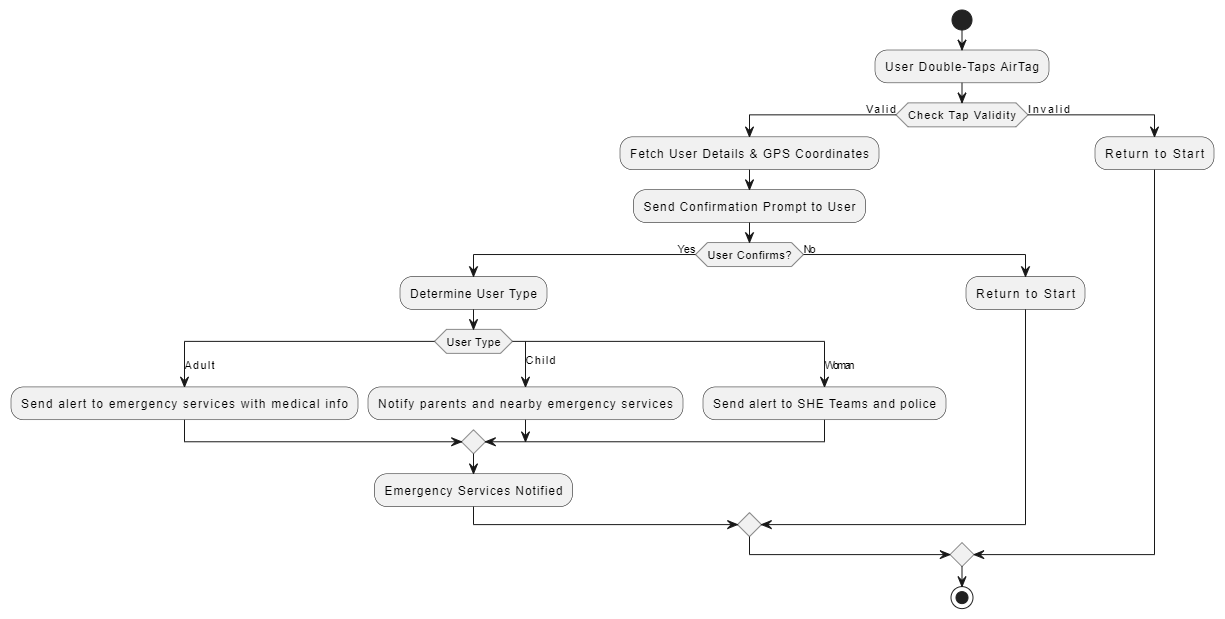 User Double-Taps AirTag
Valid
Check Tap Validity
Invalid
Fetch User Details & GPS Coordinates
Return to Start
Send Confirmation Prompt to User
Yes
User Confirms?
No
Determine User Type
Return to Start
User Type
Adult
Child
Woman
Send alert to emergency services with medical info
Notify parents and nearby emergency services
Send alert to SHE Teams and police
Emergency Services Notified